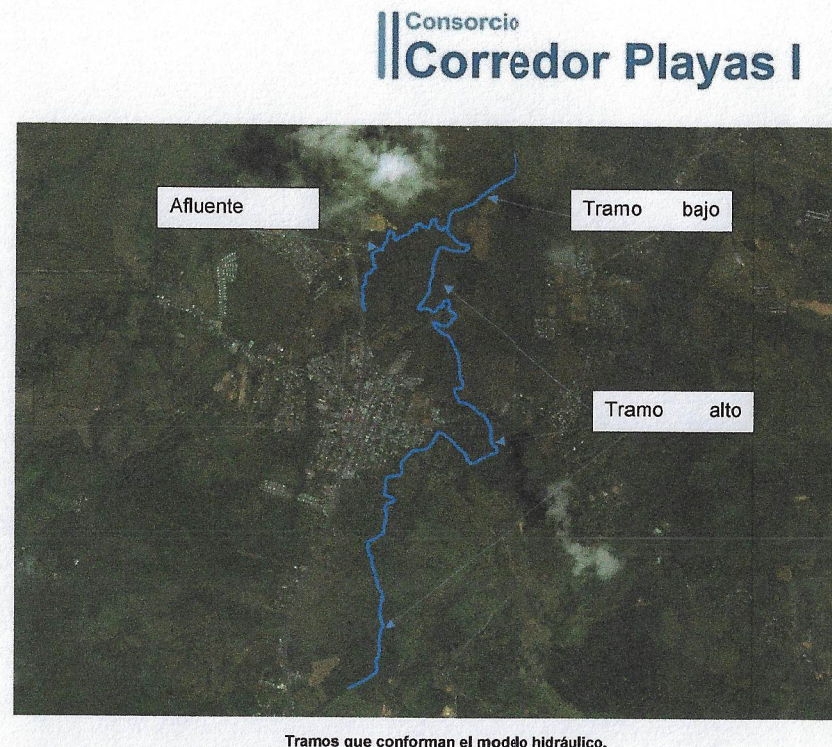 Consorcio
Corredor Playas I
Afluente
Tramo bajo
Tramo alto
Tramos que conforman el modelo hidráulico.